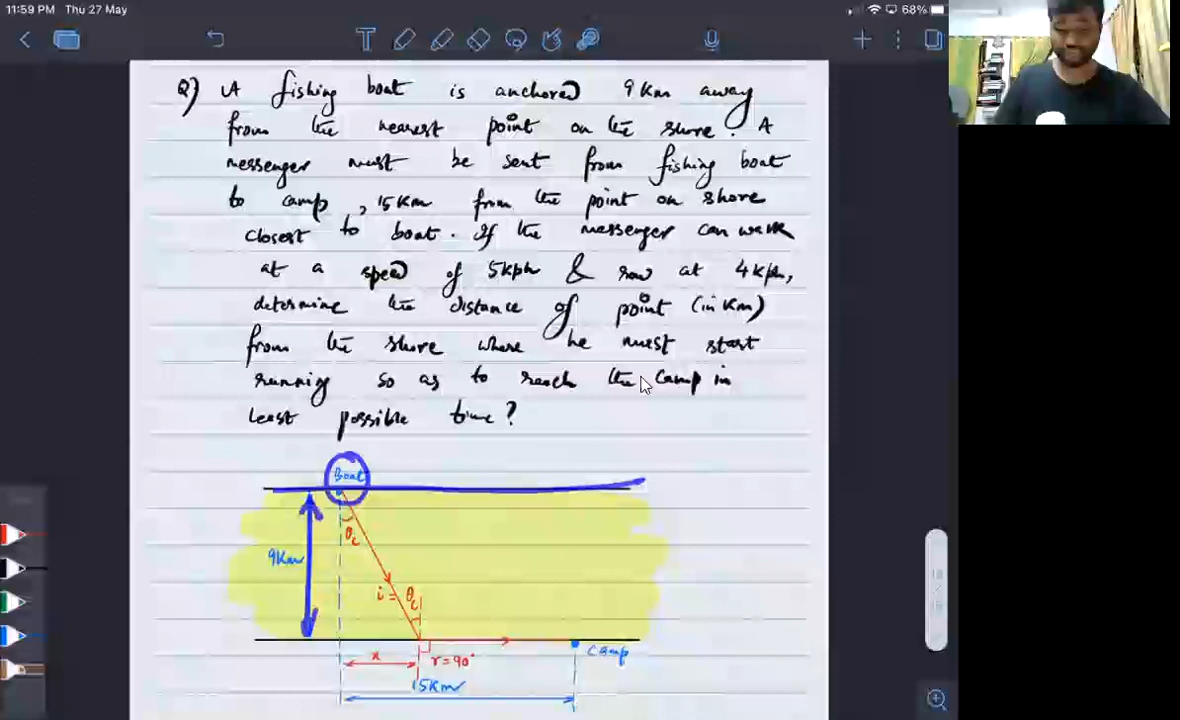 11:59 PM Thu 27 May
68%
Q) A fishing boat is anchored 9Km away
from the nearest point on the shore. A
messenger must be sent from fishing boat
to camp, 15Km from the point on shore
closest to boat. If the messenger can walk
at a speed of 5kph & row at 4kph,
determine the distance of point (in Km)
from the shore where he must start
running so as to reach the camp in
least possible time?
Boat
θc
9Km
i = θc
x
r = 90°
camp
15Km